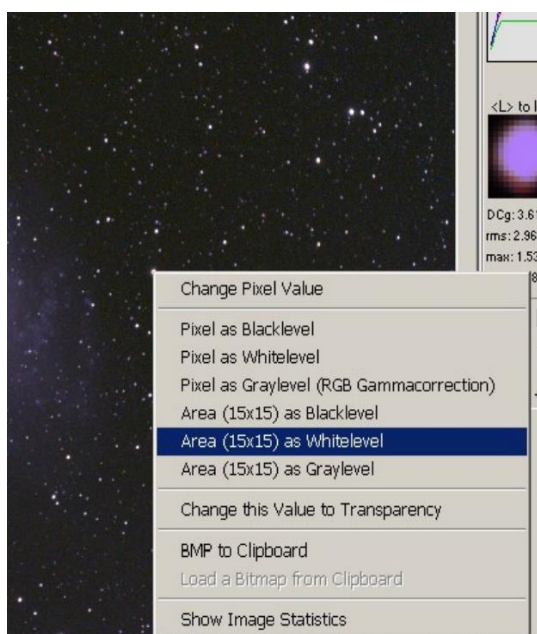 <L> to l
DCg: 3.6
rms: 2.96
max: 1.53
Change Pixel Value
Pixel as Blacklevel
Pixel as Whitelevel
Pixel as Graylevel (RGB Gammacorrection)
Area (15x15) as Blacklevel
Area (15x15) as Whitelevel
Area (15x15) as Graylevel
Change this Value to Transparency
BMP to Clipboard
Load a Bitmap from Clipboard
Show Image Statistics